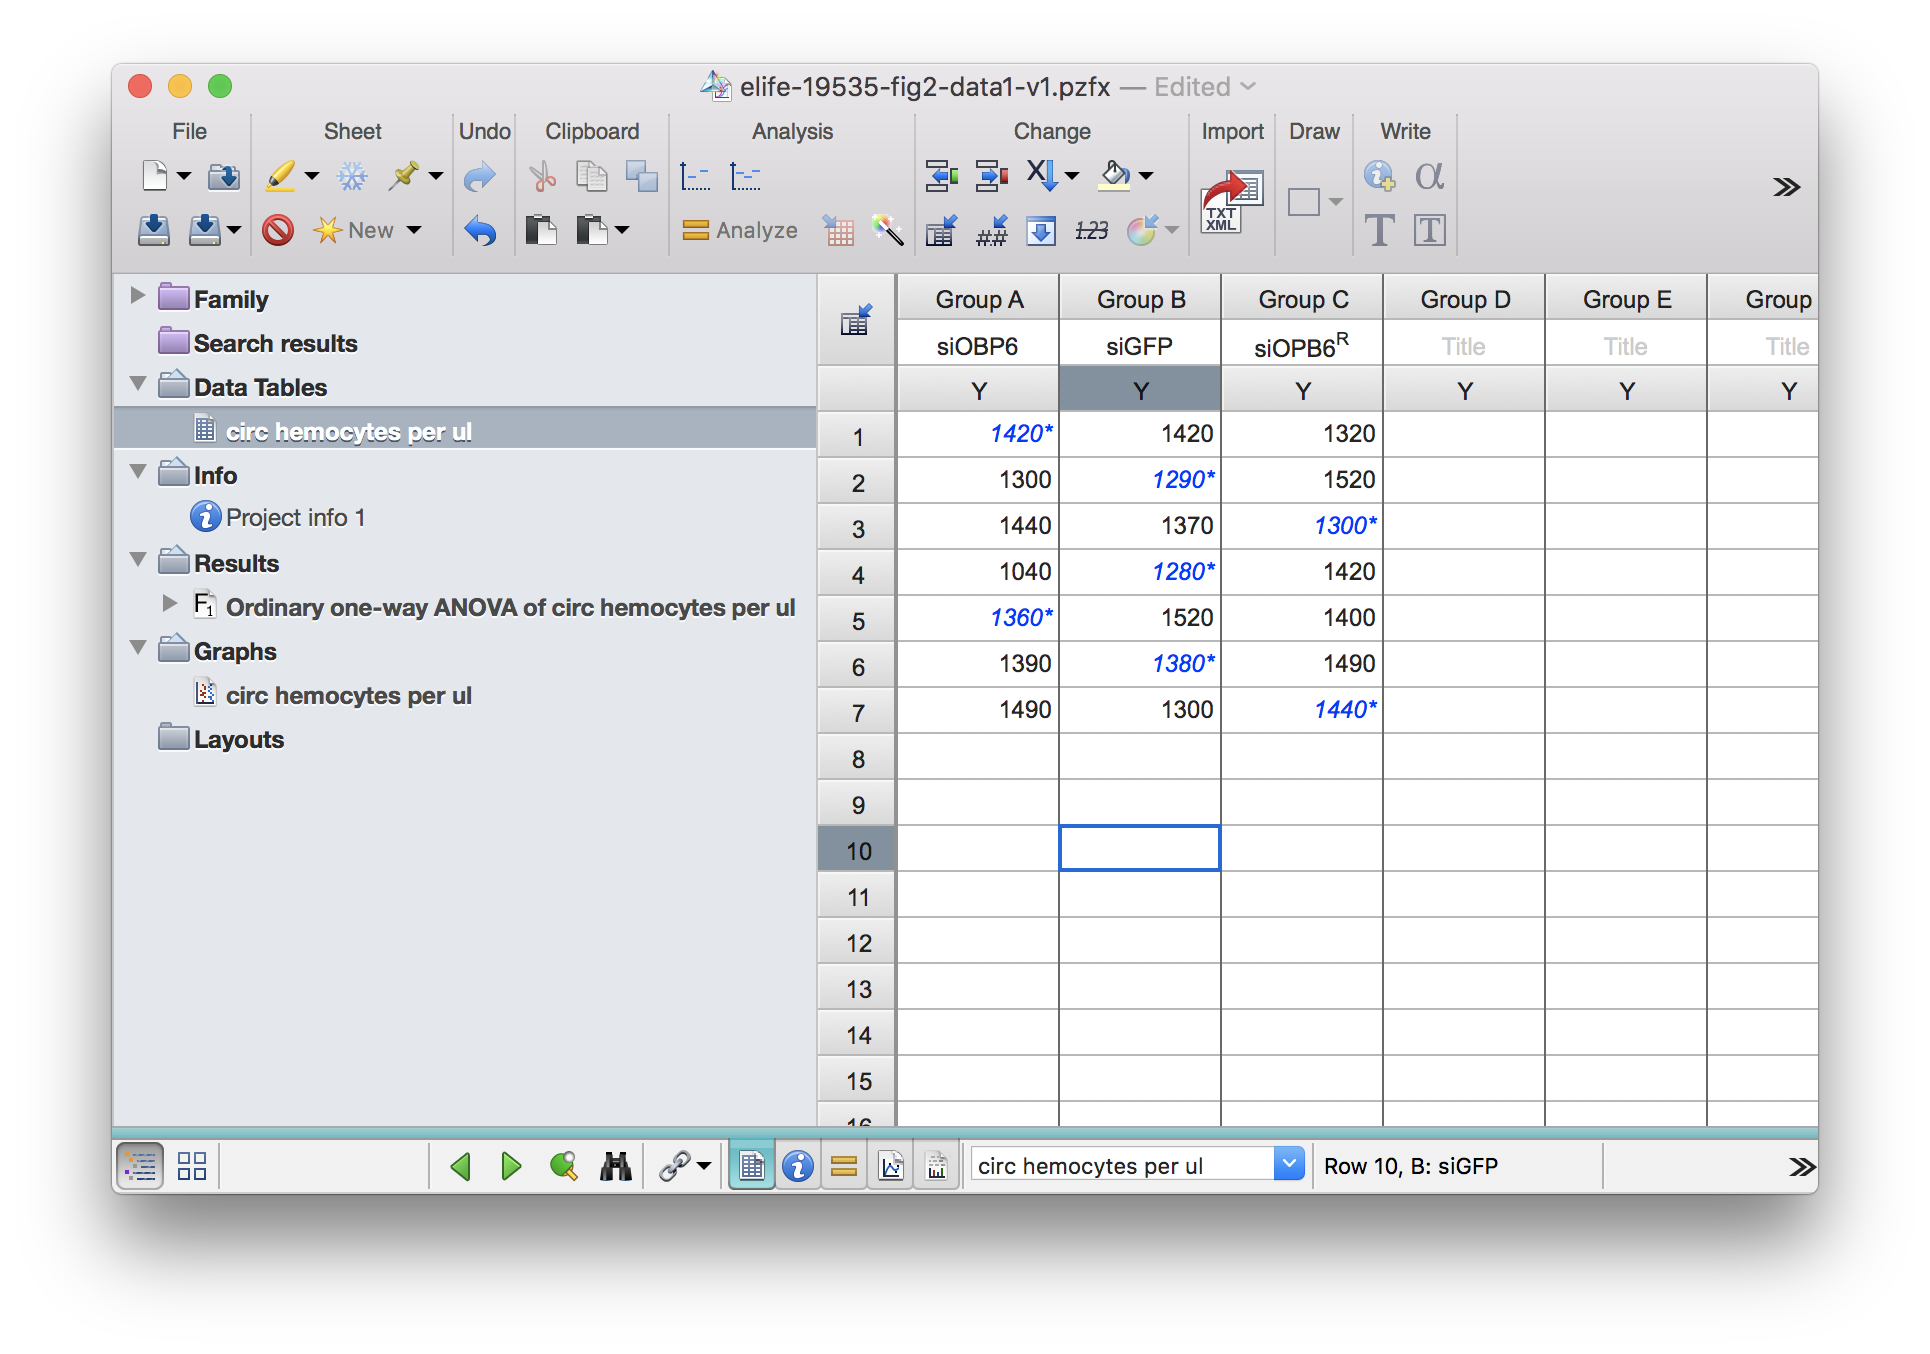 elife-19535-fig2-data1-v1.pzfx — Edited
File Sheet Undo Clipboard Analysis Change Import Draw Write
New Analyze 123 TXT XML α T T
Family
Search results
Data Tables
circ hemocytes per ul
Info
Project info 1
Results
Ordinary one-way ANOVA of circ hemocytes per ul
Graphs
circ hemocytes per ul
Layouts
Group A Group B Group C Group D Group E Group
siOBP6 siGFP siOPB6R Title Title Title
Y Y Y Y Y Y
1 1420* 1420 1320
2 1300 1290* 1520
3 1440 1370 1300*
4 1040 1280* 1420
5 1360* 1520 1400
6 1390 1380* 1490
7 1490 1300 1440*
8
9
10
11
12
13
14
15
16
circ hemocytes per ul Row 10, B: siGFP